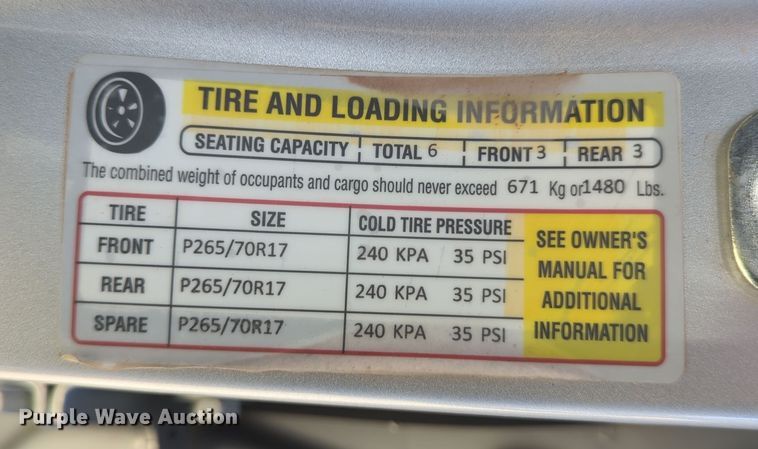 TIRE AND LOADING INFORMATION
SEATING CAPACITY TOTAL 6 FRONT 3 REAR 3
The combined weight of occupants and cargo should never exceed 671 Kg or 1480 Lbs.
TIRE SIZE COLD TIRE PRESSURE
FRONT P265/70R17 240 KPA 35 PSI
REAR P265/70R17 240 KPA 35 PSI
SPARE P265/70R17 240 KPA 35 PSI
SEE OWNER'S
MANUAL FOR
ADDITIONAL
INFORMATION
Purple Wave Auction